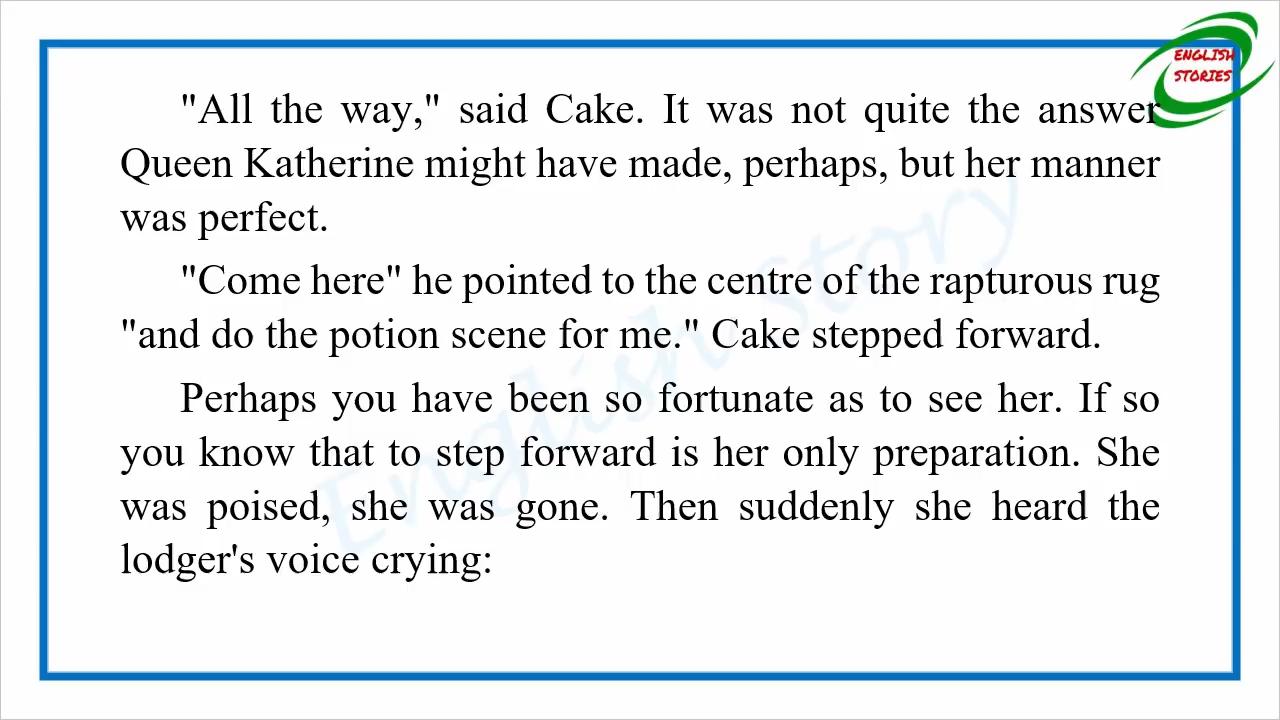 ENGLISH
STORIES
"All the way," said Cake. It was not quite the answer
Queen Katherine might have made, perhaps, but her manner
was perfect.
"Come here" he pointed to the centre of the rapturous rug
"and do the potion scene for me." Cake stepped forward.
Perhaps you have been so fortunate as to see her. If so
you know that to step forward is her only preparation. She
was poised, she was gone. Then suddenly she heard the
lodger's voice crying:
English Story